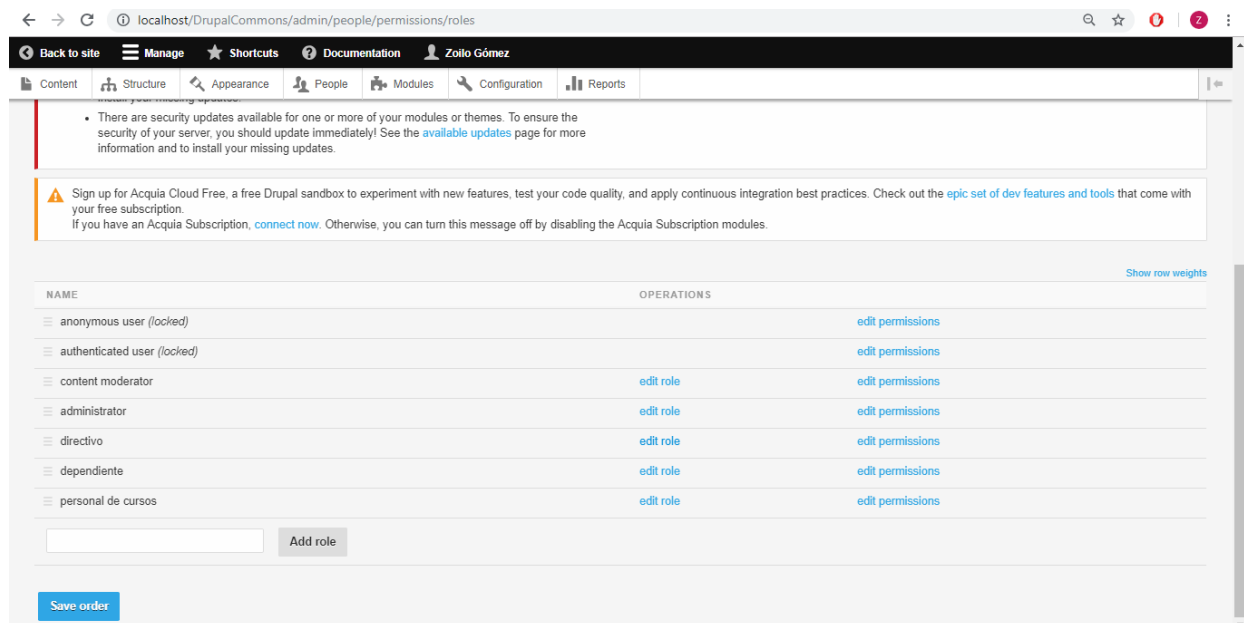 localhost/DrupalCommons/admin/people/permissions/roles
Z
Back to site Manage Shortcuts Documentation Zoilo Gómez
Content Structure Appearance People Modules Configuration Reports
install your missing updates.
There are security updates available for one or more of your modules or themes. To ensure the
security of your server, you should update immediately! See the available updates page for more
information and to install your missing updates.
Sign up for Acquia Cloud Free, a free Drupal sandbox to experiment with new features, test your code quality, and apply continuous integration best practices. Check out the epic set of dev features and tools that come with
your free subscription.
If you have an Acquia Subscription, connect now. Otherwise, you can turn this message off by disabling the Acquia Subscription modules.
Show row weights
NAME OPERATIONS
anonymous user (locked) edit permissions
authenticated user (locked) edit permissions
content moderator edit role edit permissions
administrator edit role edit permissions
directivo edit role edit permissions
dependiente edit role edit permissions
personal de cursos edit role edit permissions
Add role
Save order